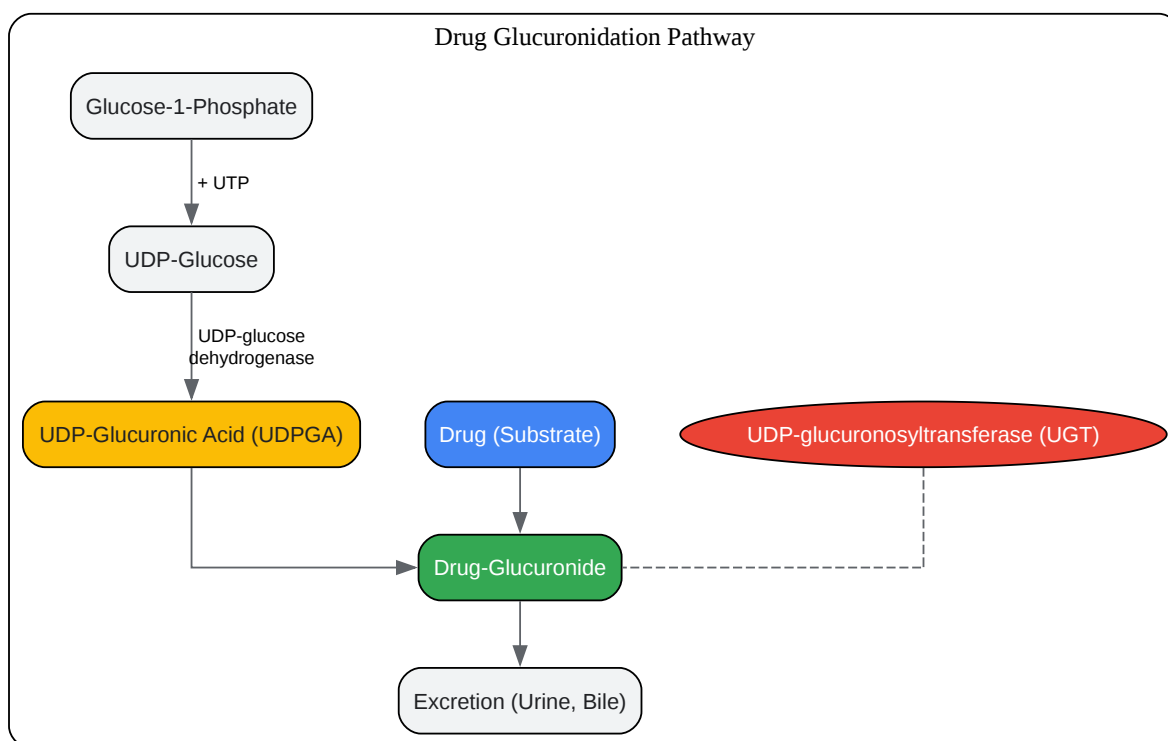 Drug Glucuronidation Pathway
Glucose-1-Phosphate
+ UTP
UDP-Glucose
UDP-glucose
dehydrogenase
UDP-Glucuronic Acid (UDPGA)
Drug (Substrate)
UDP-glucuronosyltransferase (UGT)
Drug-Glucuronide
Excretion (Urine, Bile)